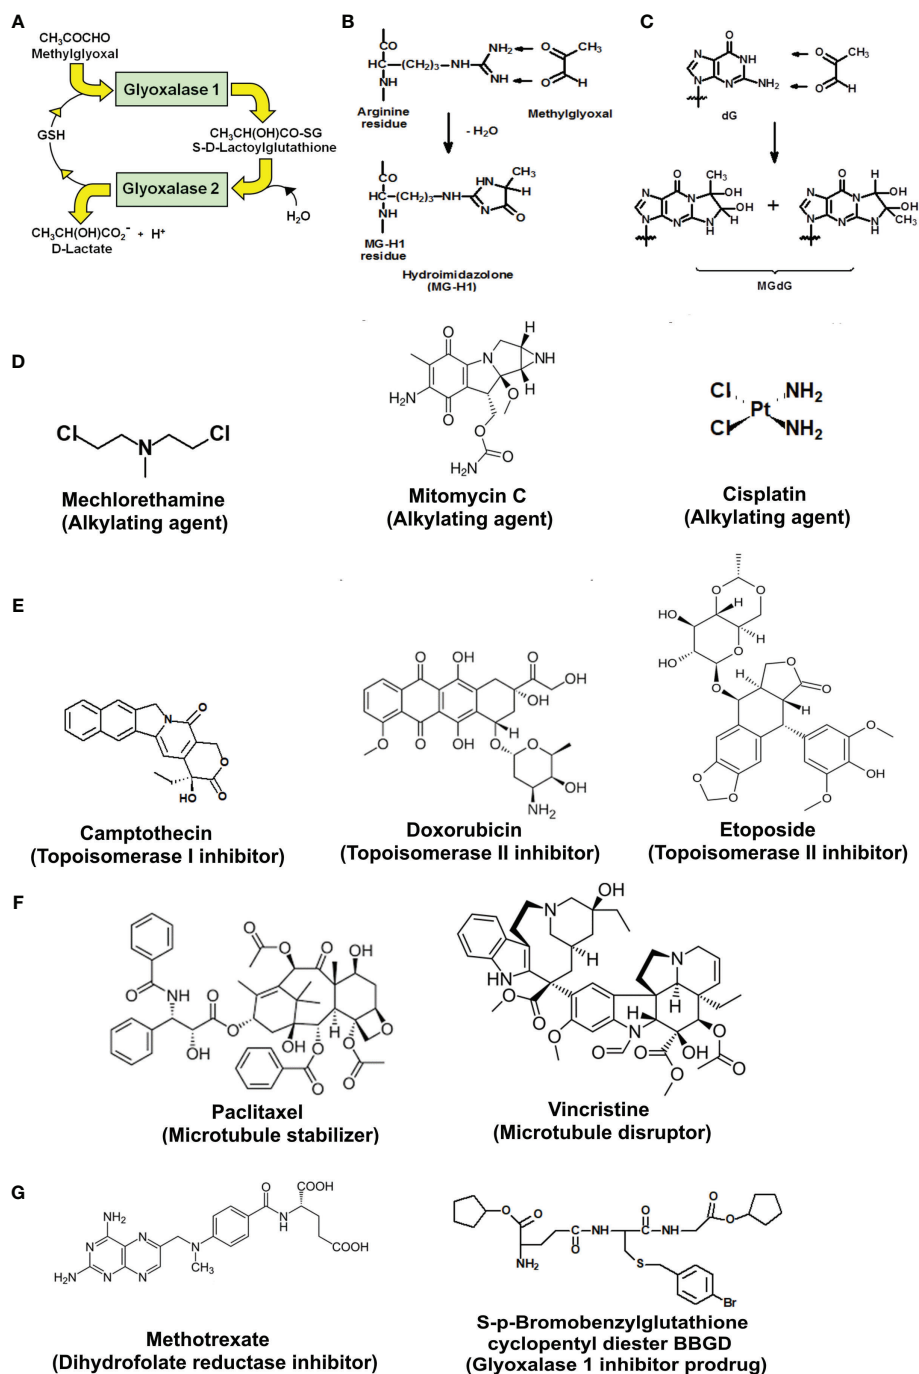 A
CH₃COCHO
Methylglyoxal
Glyoxalase 1
GSH
CH₃CH(OH)CO-SG
S-D-Lactoylglutathione
Glyoxalase 2
H₂O
CH₃CH(OH)CO₂⁻ + H⁺
D-Lactate
B
CO
HC—(CH₂)₃—NH
NH₂
NH
NH
O
CH₃
O
H
Arginine
residue
Methylglyoxal
- H₂O
CO
HC—(CH₂)₃—NH
NH
HN
CH₃
H
N
O
MG-H1
residue
Hydroimidazolone
(MG-H1)
C
O
N
NH
N
N
NH₂
O
CH₃
O
H
dG
O
CH₃
OH
OH
H
N
N
N
N
N
H
+
O
H
OH
OH
CH₃
N
N
N
N
N
H
MGdG
D
Cl
Cl
N
Mechlorethamine
(Alkylating agent)
O
H
N
NH
H₂N
O
O
H
O
O
H₂N
Mitomycin C
(Alkylating agent)
Cl
NH₂
Pt
Cl
NH₂
Cisplatin
(Alkylating agent)
E
N
O
O
HO
O
Camptothecin
(Topoisomerase I inhibitor)
O
OH
O
OH
OH
O
O
OH
O
H
O
OH
NH₂
Doxorubicin
(Topoisomerase II inhibitor)
O
O
H
HO
H
HO
O
O
O
H
O
H
O
O
O
OH
O
Etoposide
(Topoisomerase II inhibitor)
F
O
O
O
OH
O
NH
O
O
OH
OH
H
O
O
O
O
O
Paclitaxel
(Microtubule stabilizer)
OH
N
H
NH
N
O
O
H
H
O
N
O
O
OH
O
O
O
O
Vincristine
(Microtubule disruptor)
G
NH₂
N
N
H₂N
N
N
N
CH₃
O
N
H
COOH
COOH
Methotrexate
(Dihydrofolate reductase inhibitor)
O
O
NH₂
C
O
NH
O
NH
O
O
S
Br
S-p-Bromobenzylglutathione
cyclopentyl diester BBGD
(Glyoxalase 1 inhibitor prodrug)